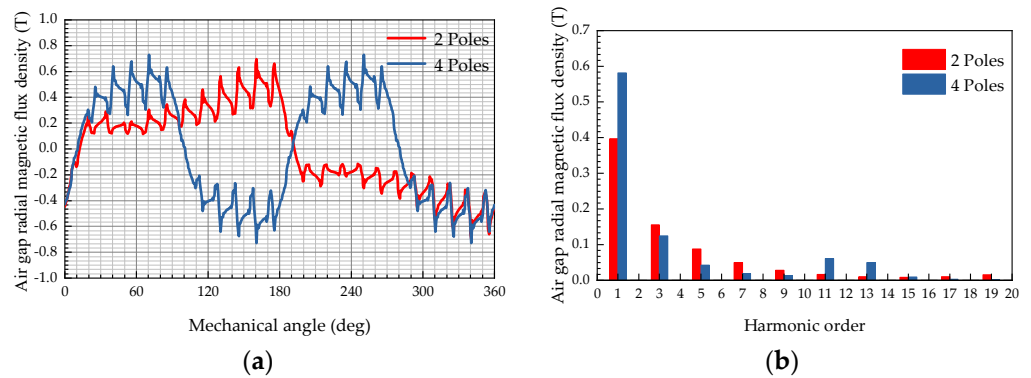 Air gap radial magnetic flux density (T)
1.0
0.8
0.6
0.4
0.2
0.0
-0.2
-0.4
-0.6
-0.8
-1.0
2 Poles
4 Poles
0 60 120 180 240 300 360
Mechanical angle (deg)
(a)
Air gap radial magnetic flux density (T)
0.7
0.6
0.5
0.4
0.3
0.2
0.1
0.0
2 Poles
4 Poles
0 1 2 3 4 5 6 7 8 9 10 11 12 13 14 15 16 17 18 19 20
Harmonic order
(b)